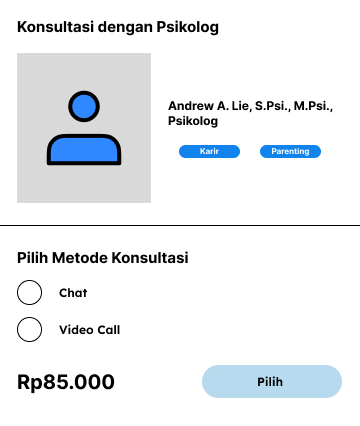 Konsultasi dengan Psikolog
Andrew A. Lie, S.Psi., M.Psi.,
Psikolog
Karir
Parenting
Pilih Metode Konsultasi
Chat
Video Call
Rp85.000
Pilih